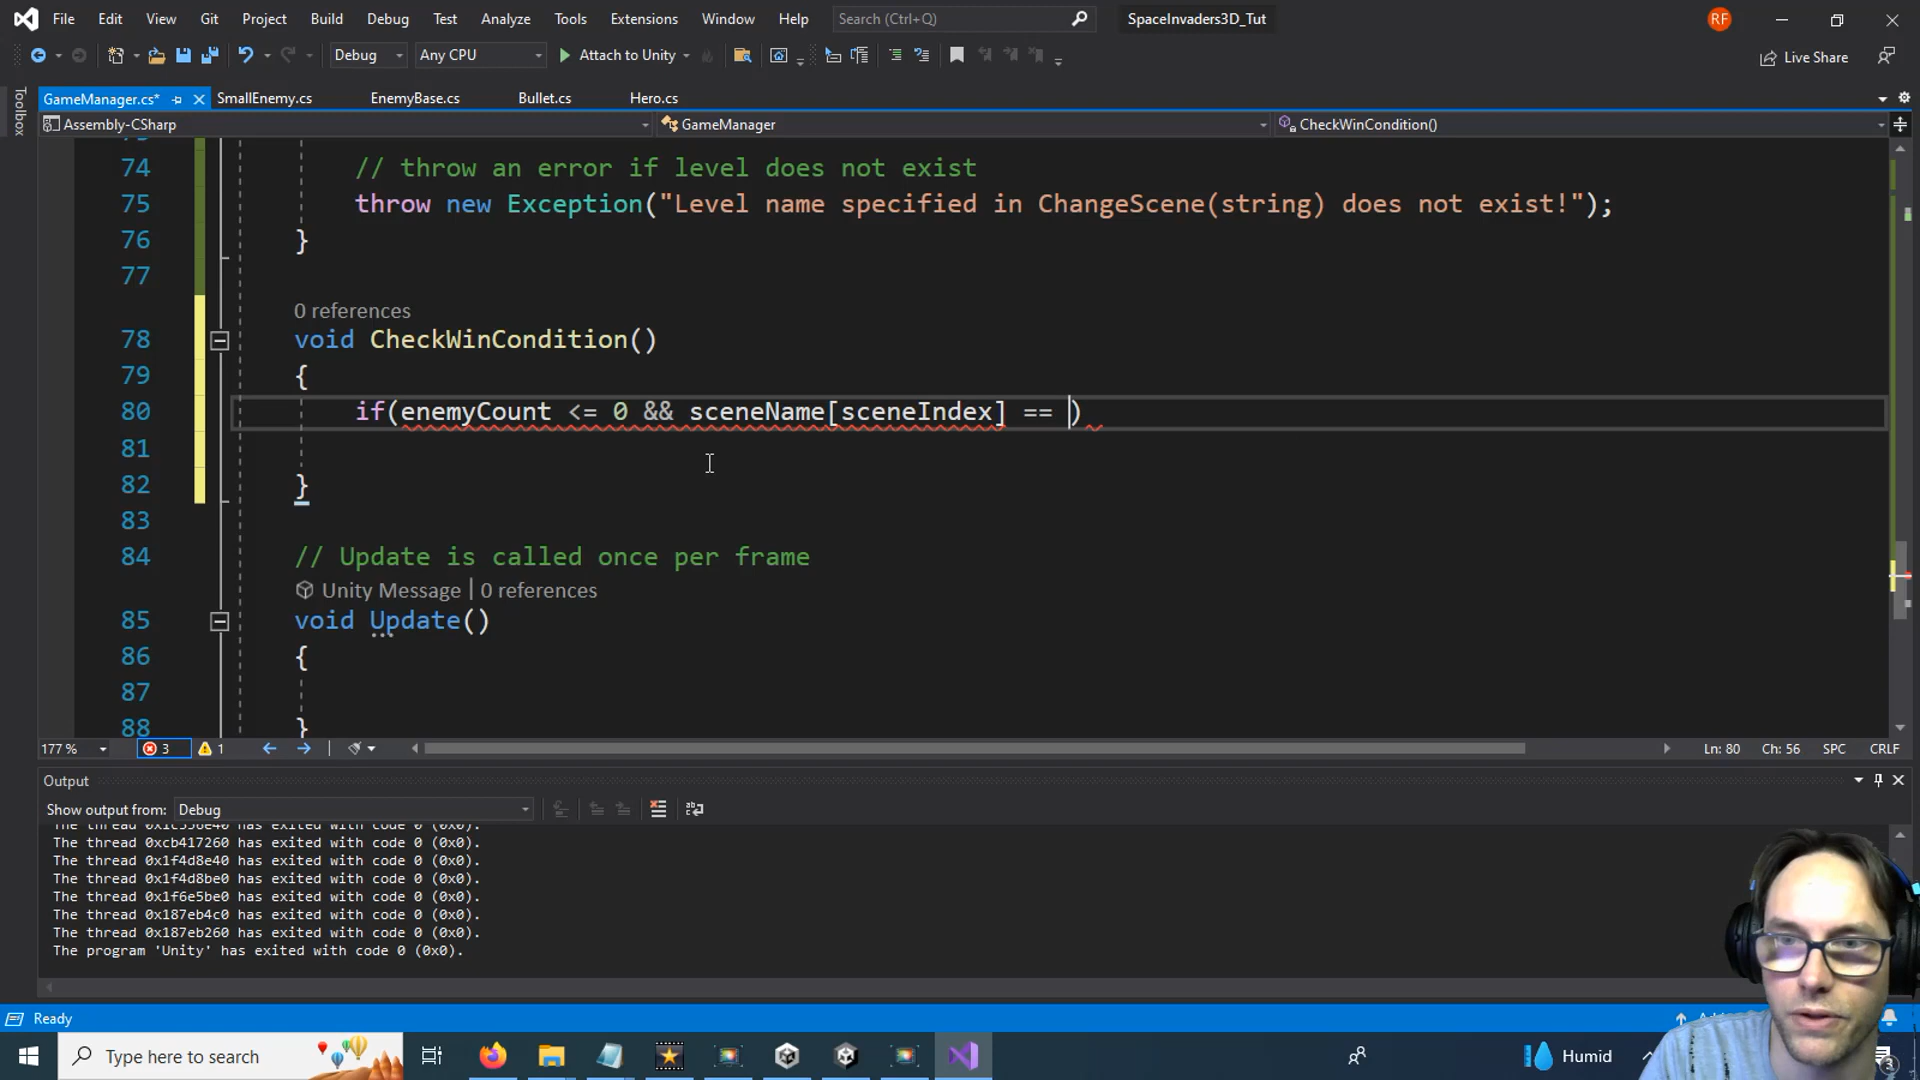 File Edit View Git Project Build Debug Test Analyze Tools Extensions Window Help Search (Ctrl+Q) SpaceInvaders3D_Tut RF
Debug Any CPU Attach to Unity Live Share
Toolbox
GameManager.cs* SmallEnemy.cs EnemyBase.cs Bullet.cs Hero.cs
Assembly-CSharp GameManager CheckWinCondition()
74 // throw an error if level does not exist
75 throw new Exception("Level name specified in ChangeScene(string) does not exist!");
76 }
77
0 references
78 void CheckWinCondition()
79 {
80 if(enemyCount <= 0 && sceneName[sceneIndex] == )
81
82 }
83
84 // Update is called once per frame
Unity Message | 0 references
85 void Update()
86 {
87
88 }
177 % 3 1 Ln: 80 Ch: 56 SPC CRLF
Output
Show output from: Debug
The thread 0xcb417260 has exited with code 0 (0x0).
The thread 0x1f4d8e40 has exited with code 0 (0x0).
The thread 0x1f4d8be0 has exited with code 0 (0x0).
The thread 0x1f6e5be0 has exited with code 0 (0x0).
The thread 0x187eb4c0 has exited with code 0 (0x0).
The thread 0x187eb260 has exited with code 0 (0x0).
The program 'Unity' has exited with code 0 (0x0).
Ready
Type here to search Humid 3